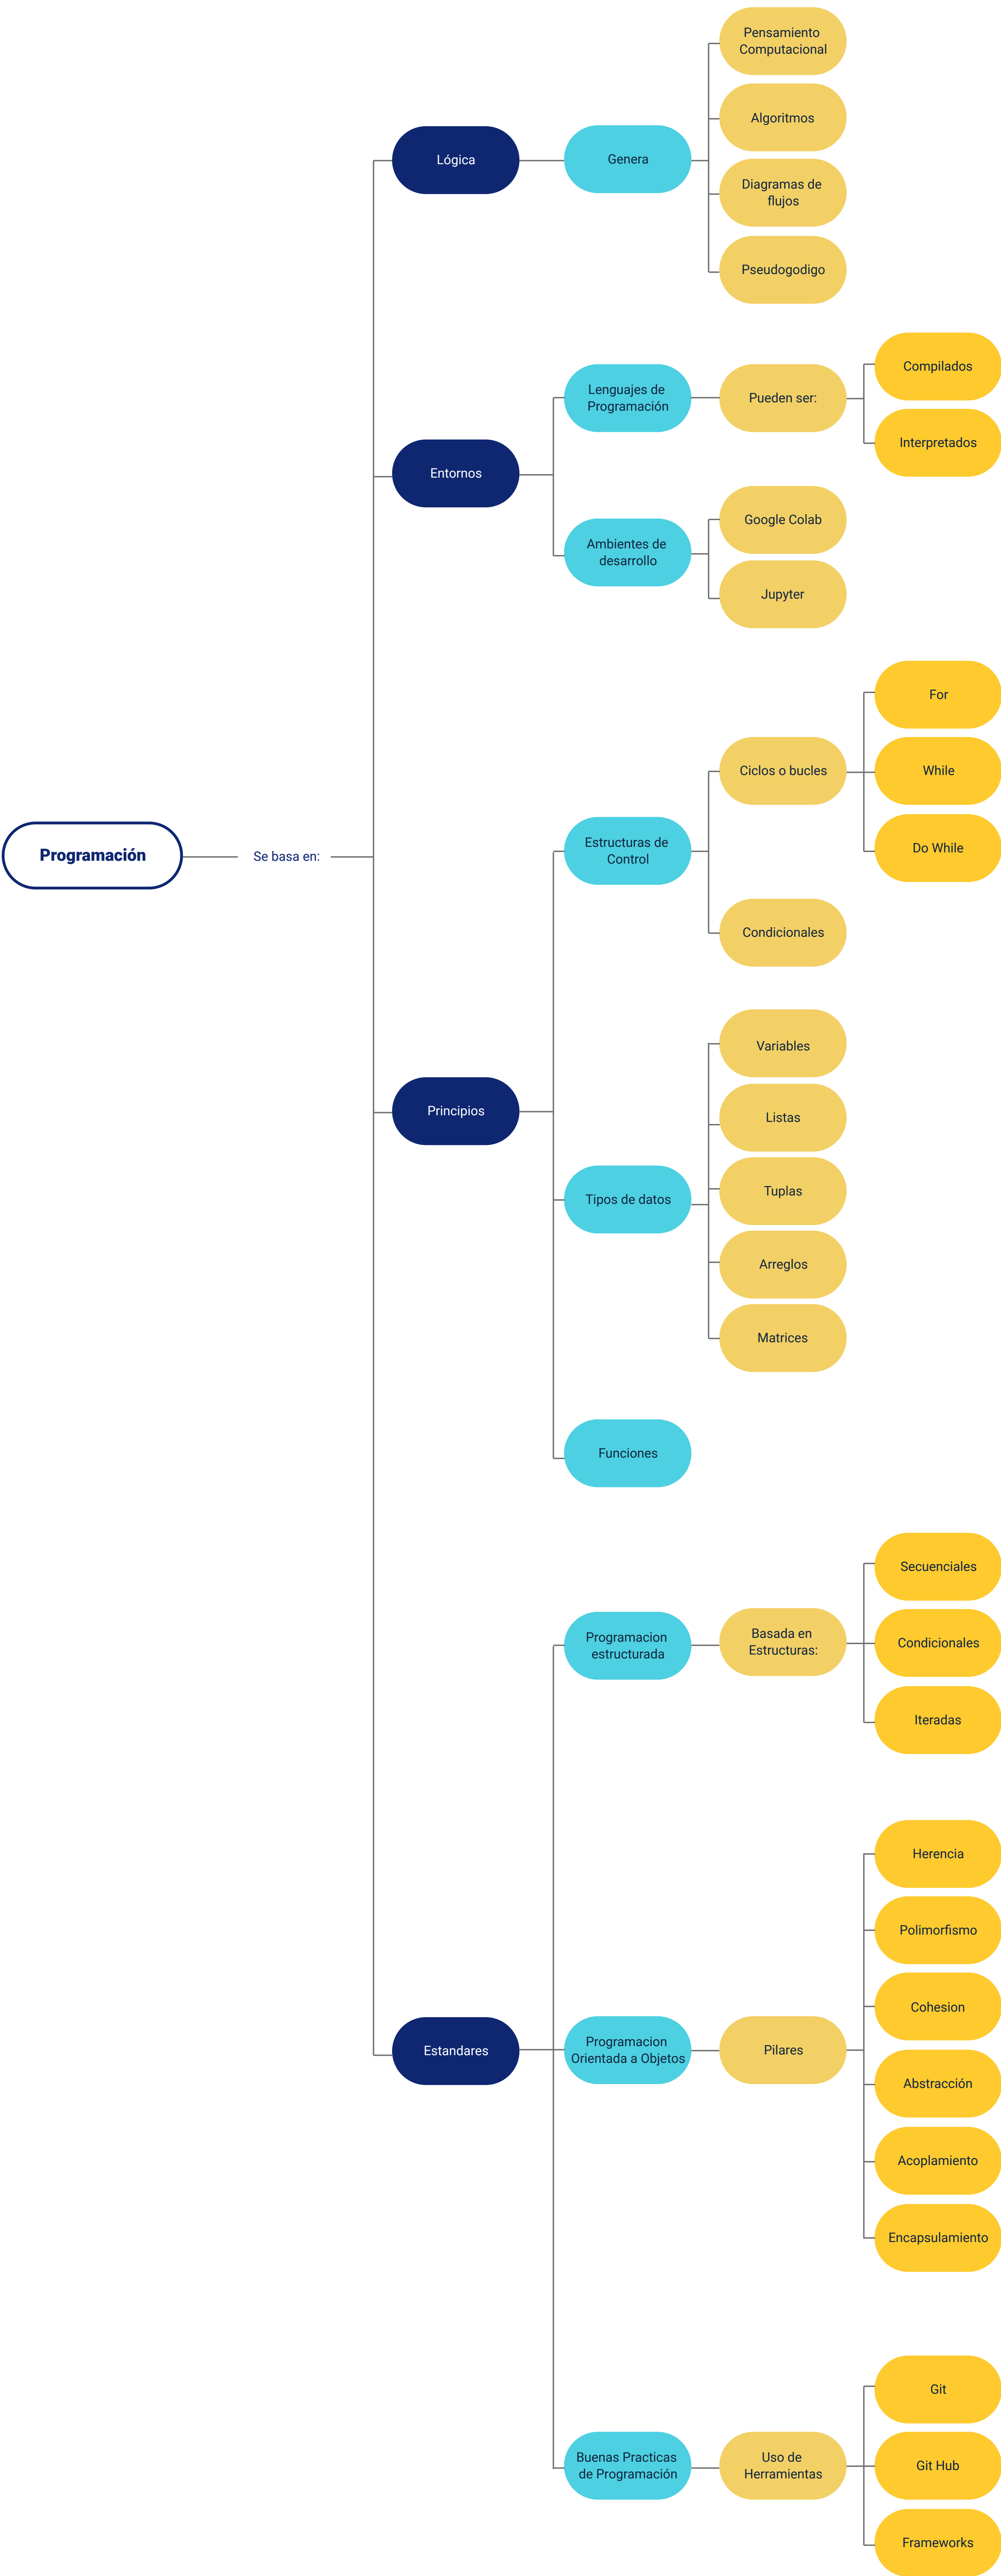 Programación
Se basa en:
Lógica
Genera
Pensamiento
Computacional
Algoritmos
Diagramas de
flujos
Pseudogodigo
Entornos
Lenguajes de
Programación
Pueden ser:
Compilados
Interpretados
Ambientes de
desarrollo
Google Colab
Jupyter
Principios
Estructuras de
Control
Ciclos o bucles
For
While
Do While
Condicionales
Tipos de datos
Variables
Listas
Tuplas
Arreglos
Matrices
Funciones
Estandares
Programacion
estructurada
Basada en
Estructuras:
Secuenciales
Condicionales
Iteradas
Programacion
Orientada a Objetos
Pilares
Herencia
Polimorfismo
Cohesion
Abstracción
Acoplamiento
Encapsulamiento
Buenas Practicas
de Programación
Uso de
Herramientas
Git
Git Hub
Frameworks